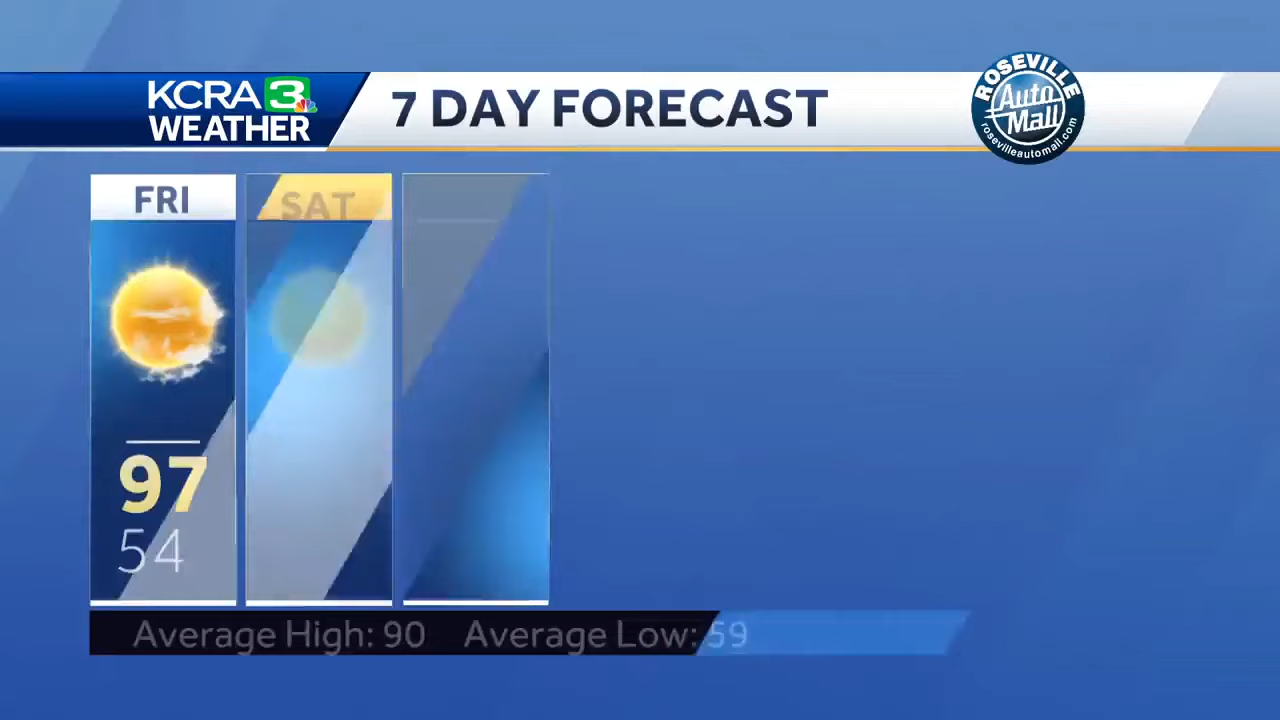 KCRA 3
WEATHER
7 DAY FORECAST
ROSEVILLE
Auto
Mall
rosevilleautomall.com
FRI
SAT
97
54
Average High: 90 Average Low: 59